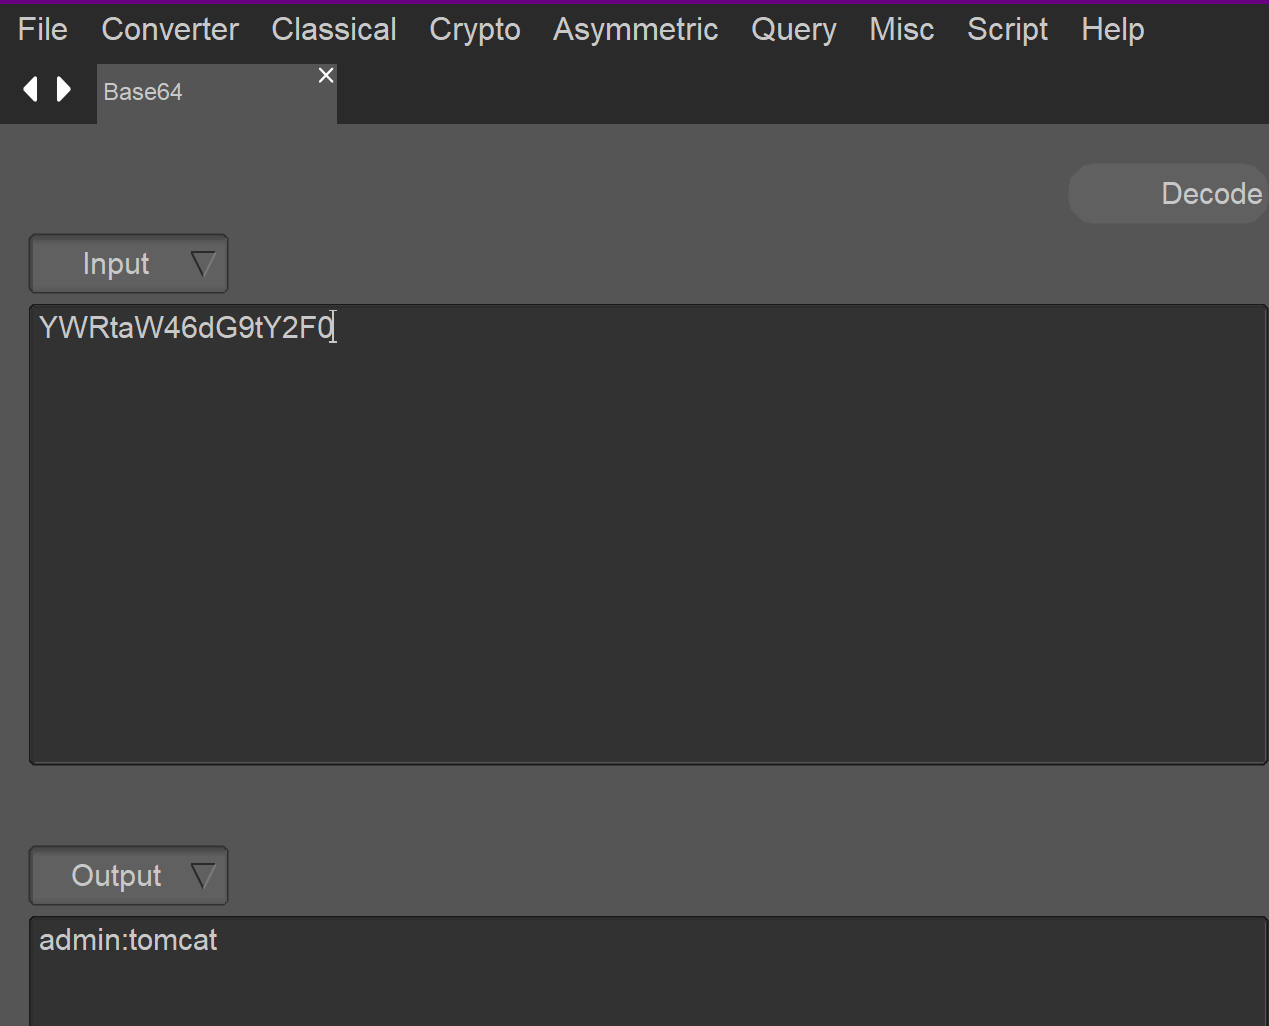 File Converter Classical Crypto Asymmetric Query Misc Script Help
Base64
Decode
Input
YWRtaW46dG9tY2F0
Output
admin:tomcat